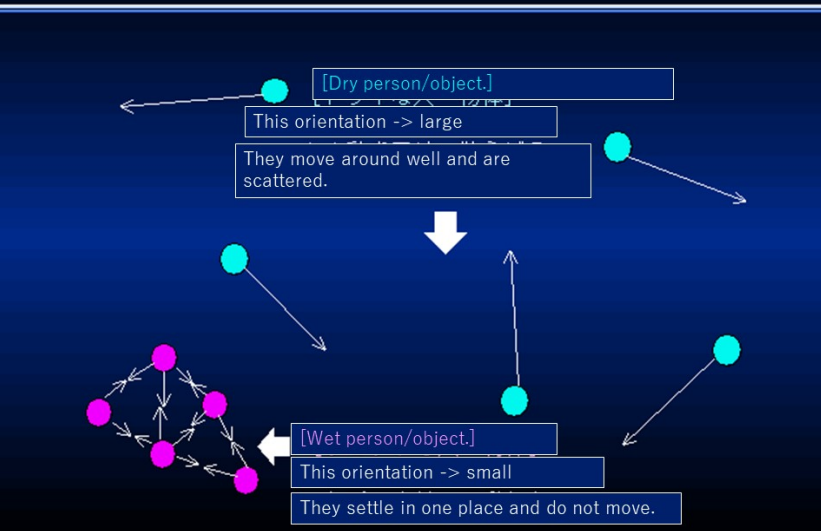 [Dry person/object.]
This orientation -> large
They move around well and are
scattered.
[Wet person/object.]
This orientation -> small
They settle in one place and do not move.